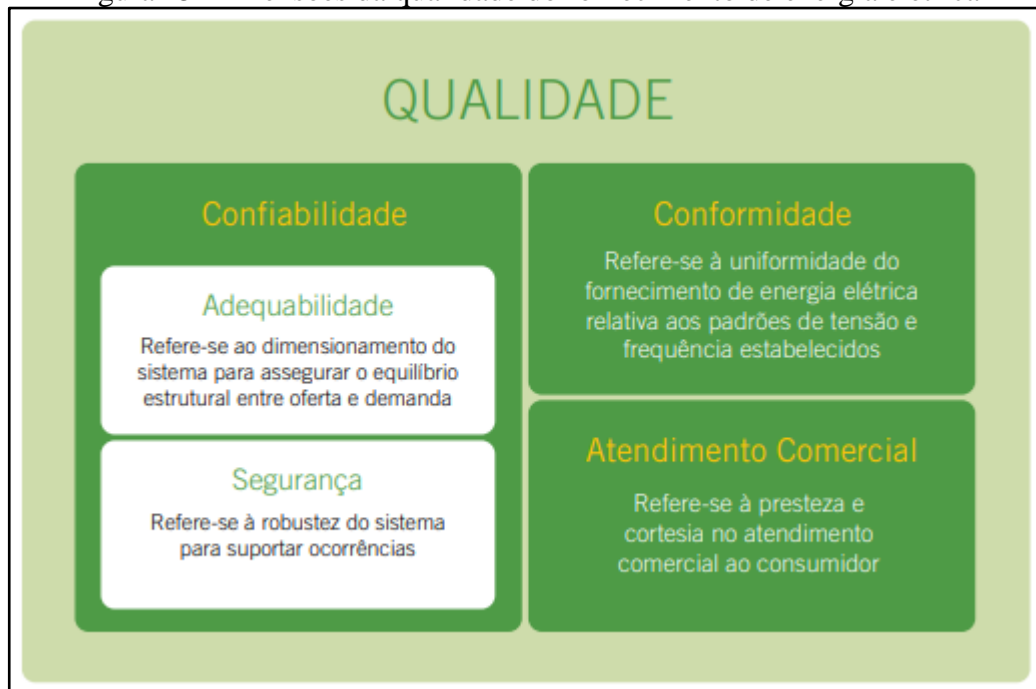 QUALIDADE
Confiabilidade
Adequabilidade
Refere-se ao dimensionamento do
sistema para assegurar o equilíbrio
estrutural entre oferta e demanda
Segurança
Refere-se à robustez do sistema
para suportar ocorrências
Conformidade
Refere-se à uniformidade do
fornecimento de energia elétrica
relativa aos padrões de tensão e
frequência estabelecidos
Atendimento Comercial
Refere-se à presteza e
cortesia no atendimento
comercial ao consumidor